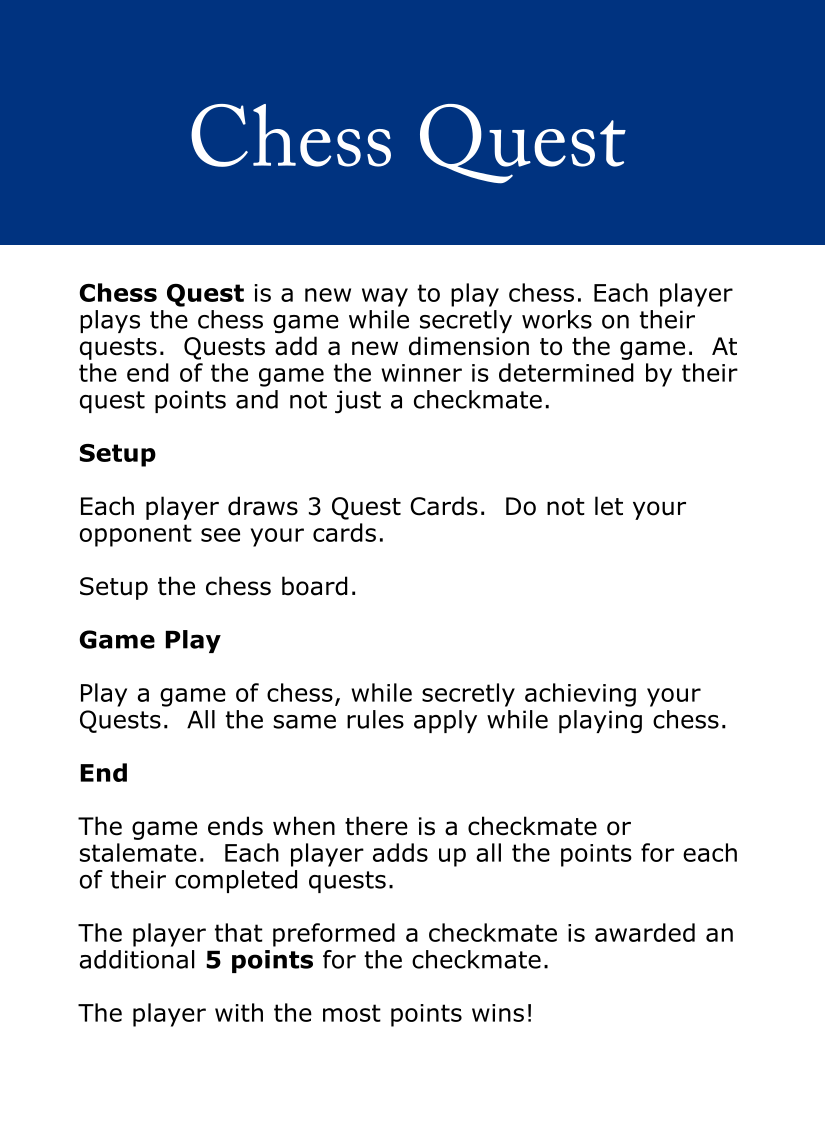 Chess Quest
Chess Quest is a new way to play chess. Each player
plays the chess game while secretly works on their
quests.  Quests add a new dimension to the game.  At
the end of the game the winner is determined by their
quest points and not just a checkmate.
Setup
Each player draws 3 Quest Cards.  Do not let your
opponent see your cards.
Setup the chess board.
Game Play
Play a game of chess, while secretly achieving your
Quests.  All the same rules apply while playing chess.
End
The game ends when there is a checkmate or
stalemate.  Each player adds up all the points for each
of their completed quests.
The player that preformed a checkmate is awarded an
additional 5 points for the checkmate.
The player with the most points wins!